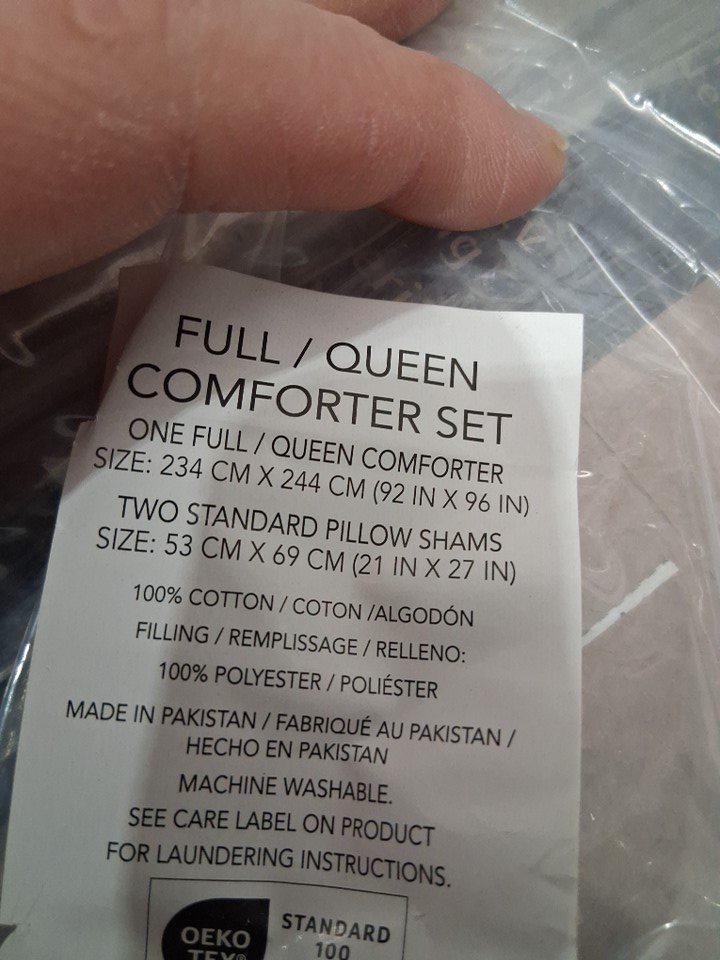 FULL / QUEEN
COMFORTER SET
ONE FULL / QUEEN COMFORTER
SIZE: 234 CM X 244 CM (92 IN X 96 IN)
TWO STANDARD PILLOW SHAMS
SIZE: 53 CM X 69 CM (21 IN X 27 IN)
100% COTTON / COTON /ALGODÓN
FILLING / REMPLISSAGE / RELLENO:
100% POLYESTER / POLIÉSTER
MADE IN PAKISTAN / FABRIQUÉ AU PAKISTAN /
HECHO EN PAKISTAN
MACHINE WASHABLE.
SEE CARE LABEL ON PRODUCT
FOR LAUNDERING INSTRUCTIONS.
OEKO
TEX®
STANDARD
100